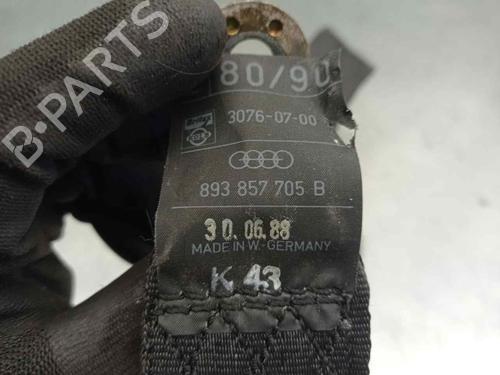 80/90
3076-07-00
893 857 705 B
30.06.88
MADE IN W.-GERMANY
K 43
B-PARTS